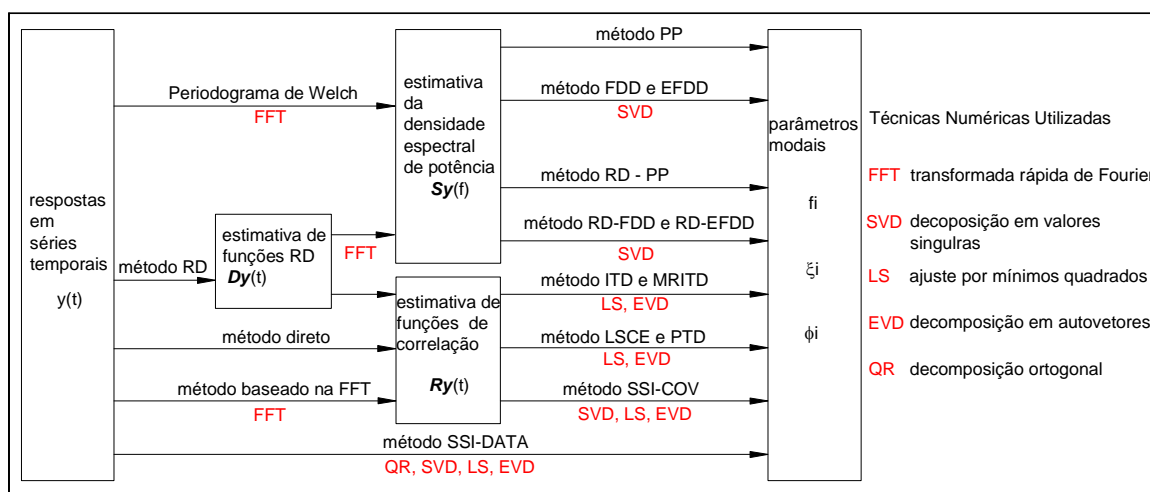 respostas
em
séries
temporais
y(t)
Periodograma de Welch
FFT
método RD
estimativa de
funções RD
Dy(t)
FFT
método direto
método baseado na FFT
FFT
método SSI-DATA
QR, SVD, LS, EVD
estimativa
da
densidade
espectral
de potência
Sy(f)
estimativa de
funções de
correlação
Ry(t)
método PP
método FDD e EFDD
SVD
método RD - PP
método RD-FDD e RD-EFDD
SVD
método ITD e MRITD
LS, EVD
método LSCE e PTD
LS, EVD
método SSI-COV
SVD, LS, EVD
parâmetros
modais
fi
ξi
ϕi
Técnicas Numéricas Utilizadas
FFT transformada rápida de Fourier
SVD decoposição em valores
singulras
LS ajuste por mínimos quadrados
EVD decomposição em autovetores
QR decomposição ortogonal